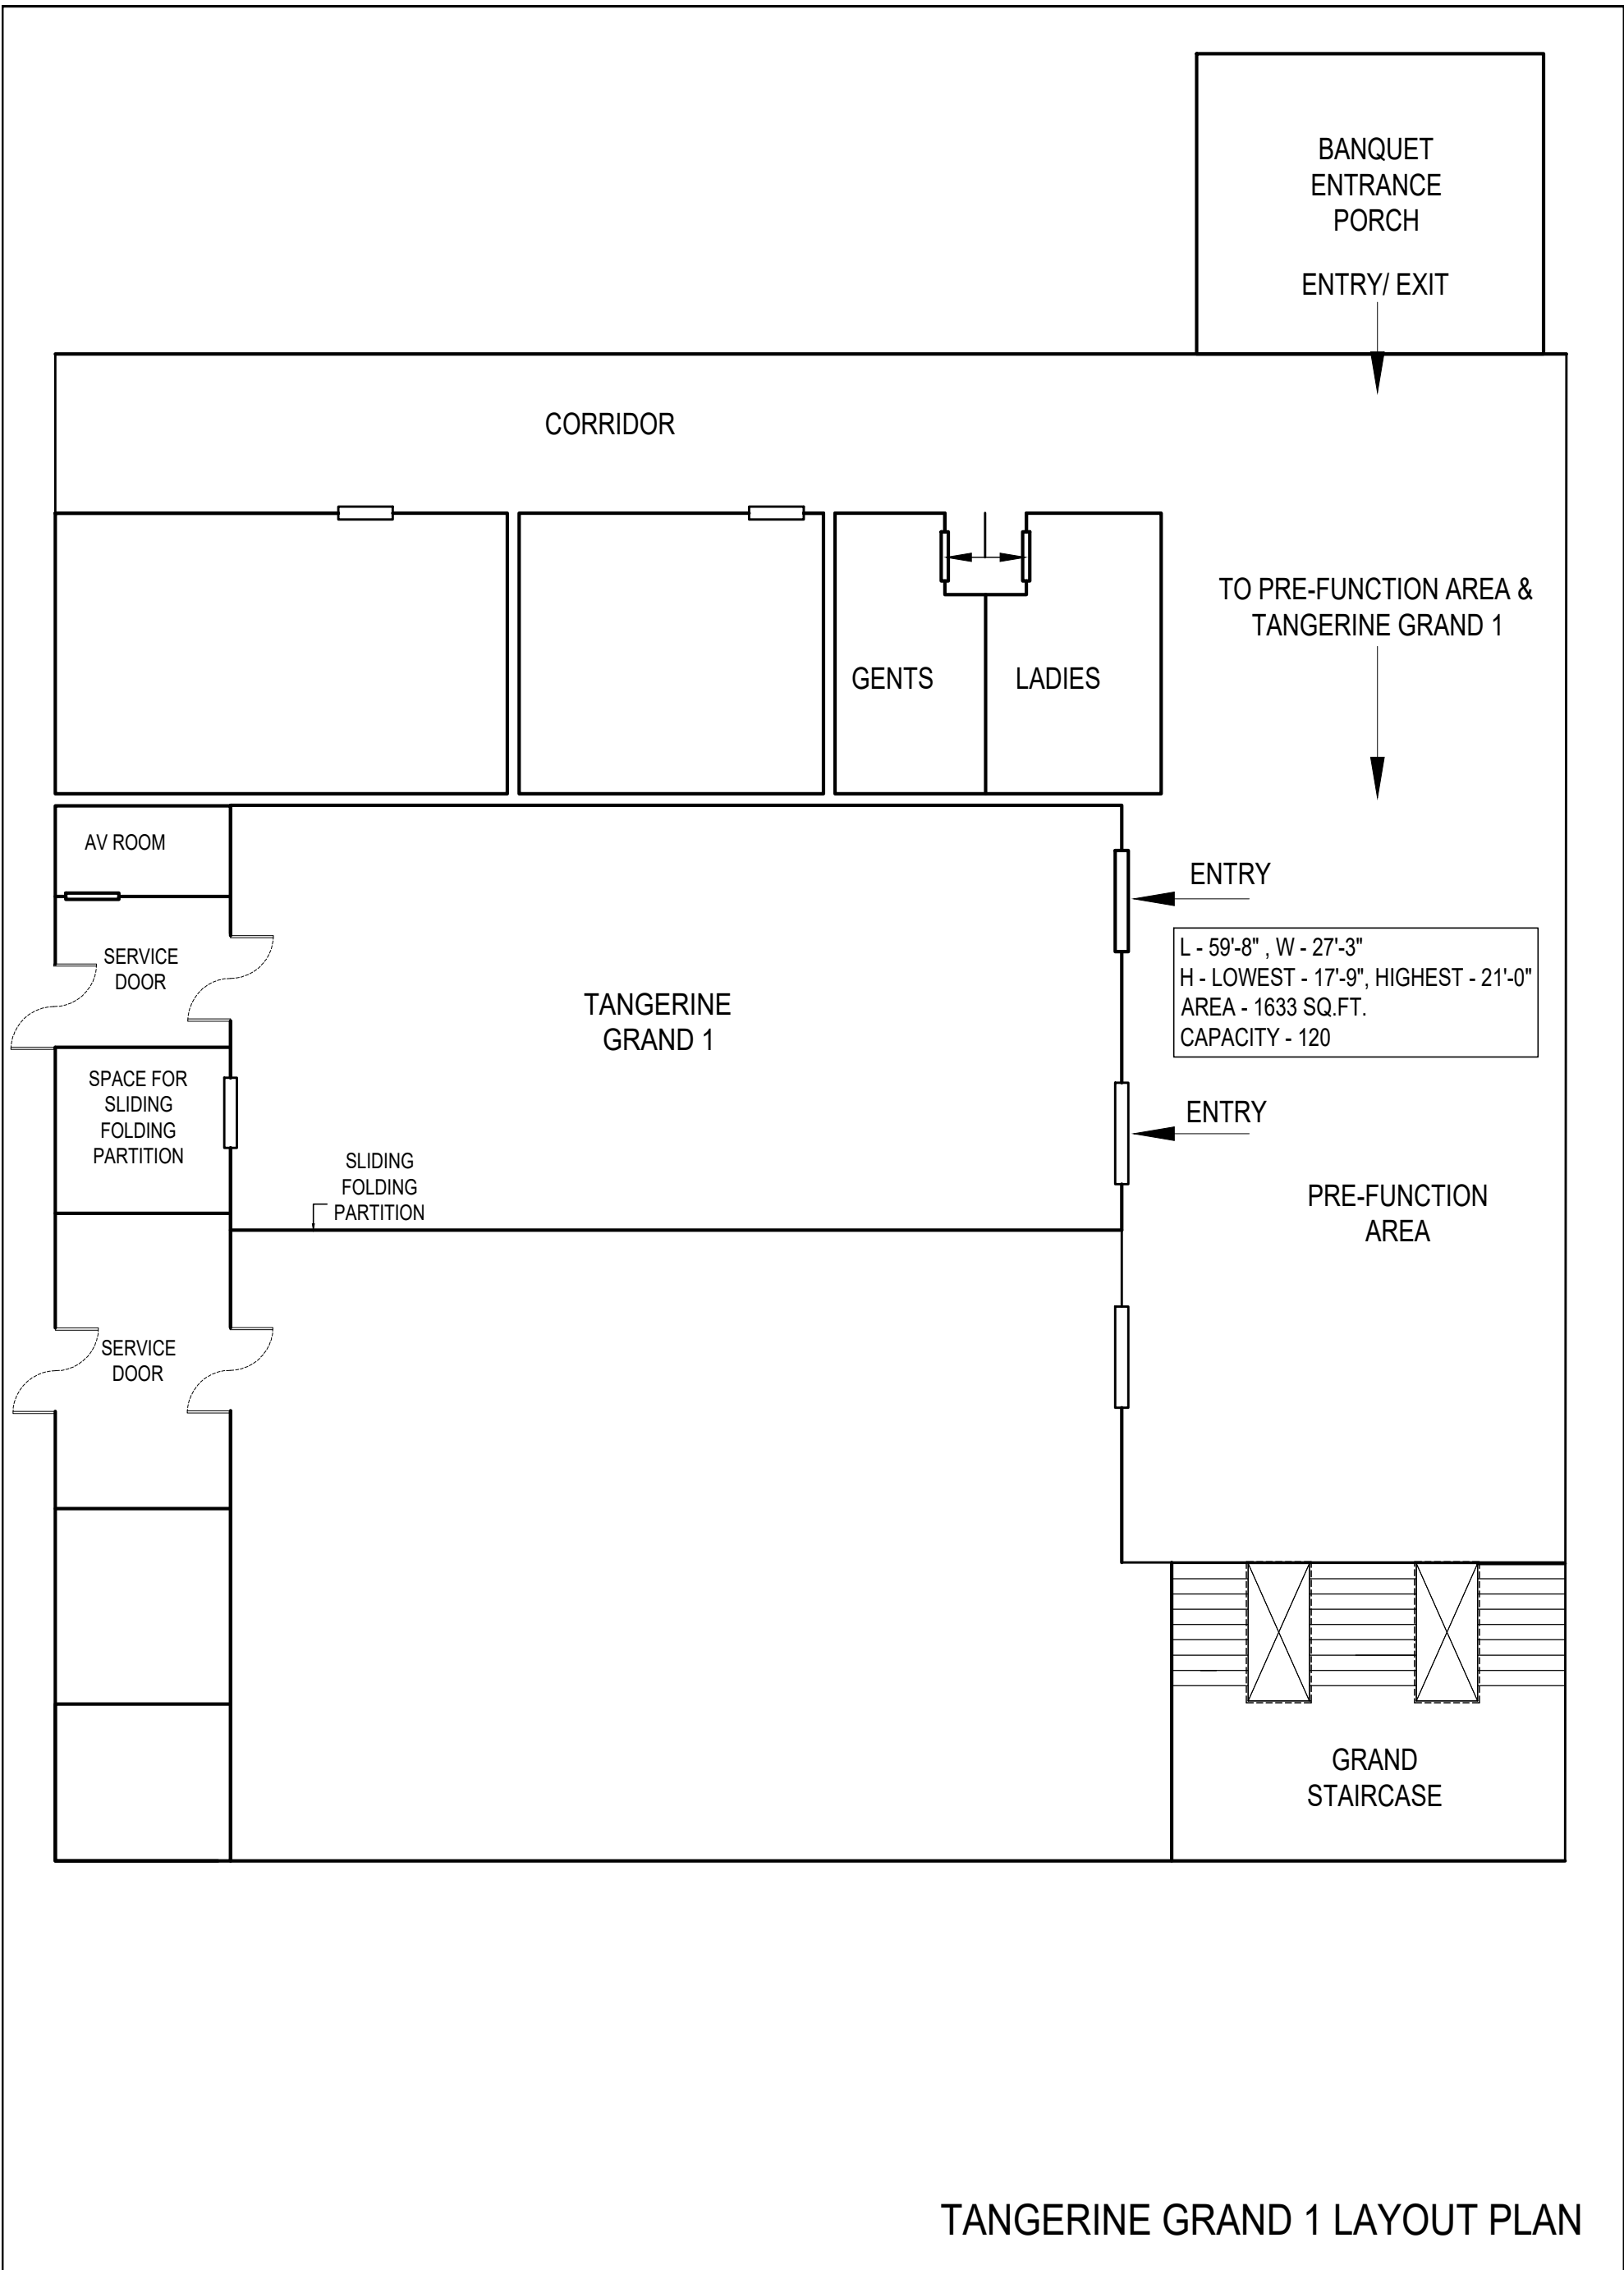 BANQUET
ENTRANCE
PORCH
ENTRY/ EXIT
CORRIDOR
TO PRE-FUNCTION AREA &
TANGERINE GRAND 1
GENTS
LADIES
AV ROOM
ENTRY
SERVICE
DOOR
L - 59'-8" , W - 27'-3"
H - LOWEST - 17'-9", HIGHEST - 21'-0"
AREA - 1633 SQ.FT.
CAPACITY - 120
TANGERINE
GRAND 1
SPACE FOR
SLIDING
FOLDING
PARTITION
ENTRY
SLIDING
FOLDING
PARTITION
PRE-FUNCTION
AREA
SERVICE
DOOR
GRAND
STAIRCASE
TANGERINE GRAND 1 LAYOUT PLAN